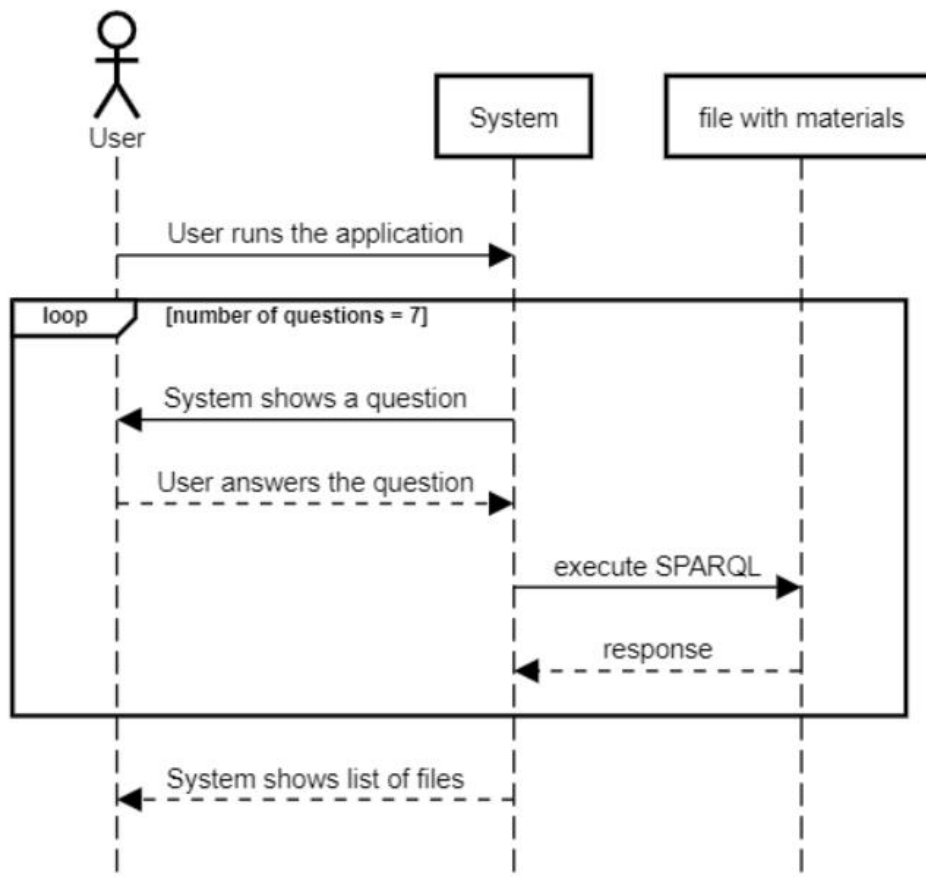 User
System
file with materials
User runs the application
loop
[number of questions = 7]
System shows a question
User answers the question
execute SPARQL
response
System shows list of files